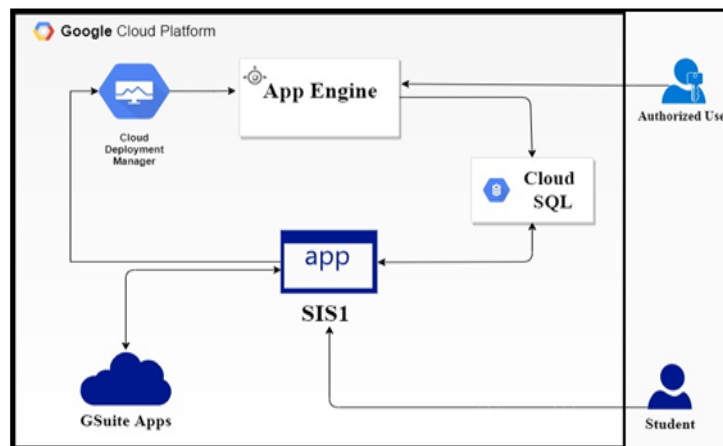 Google Cloud Platform
App Engine
Cloud
Deployment
Manager
Authorized Use
Cloud
SQL
app
SIS1
GSuite Apps
Student